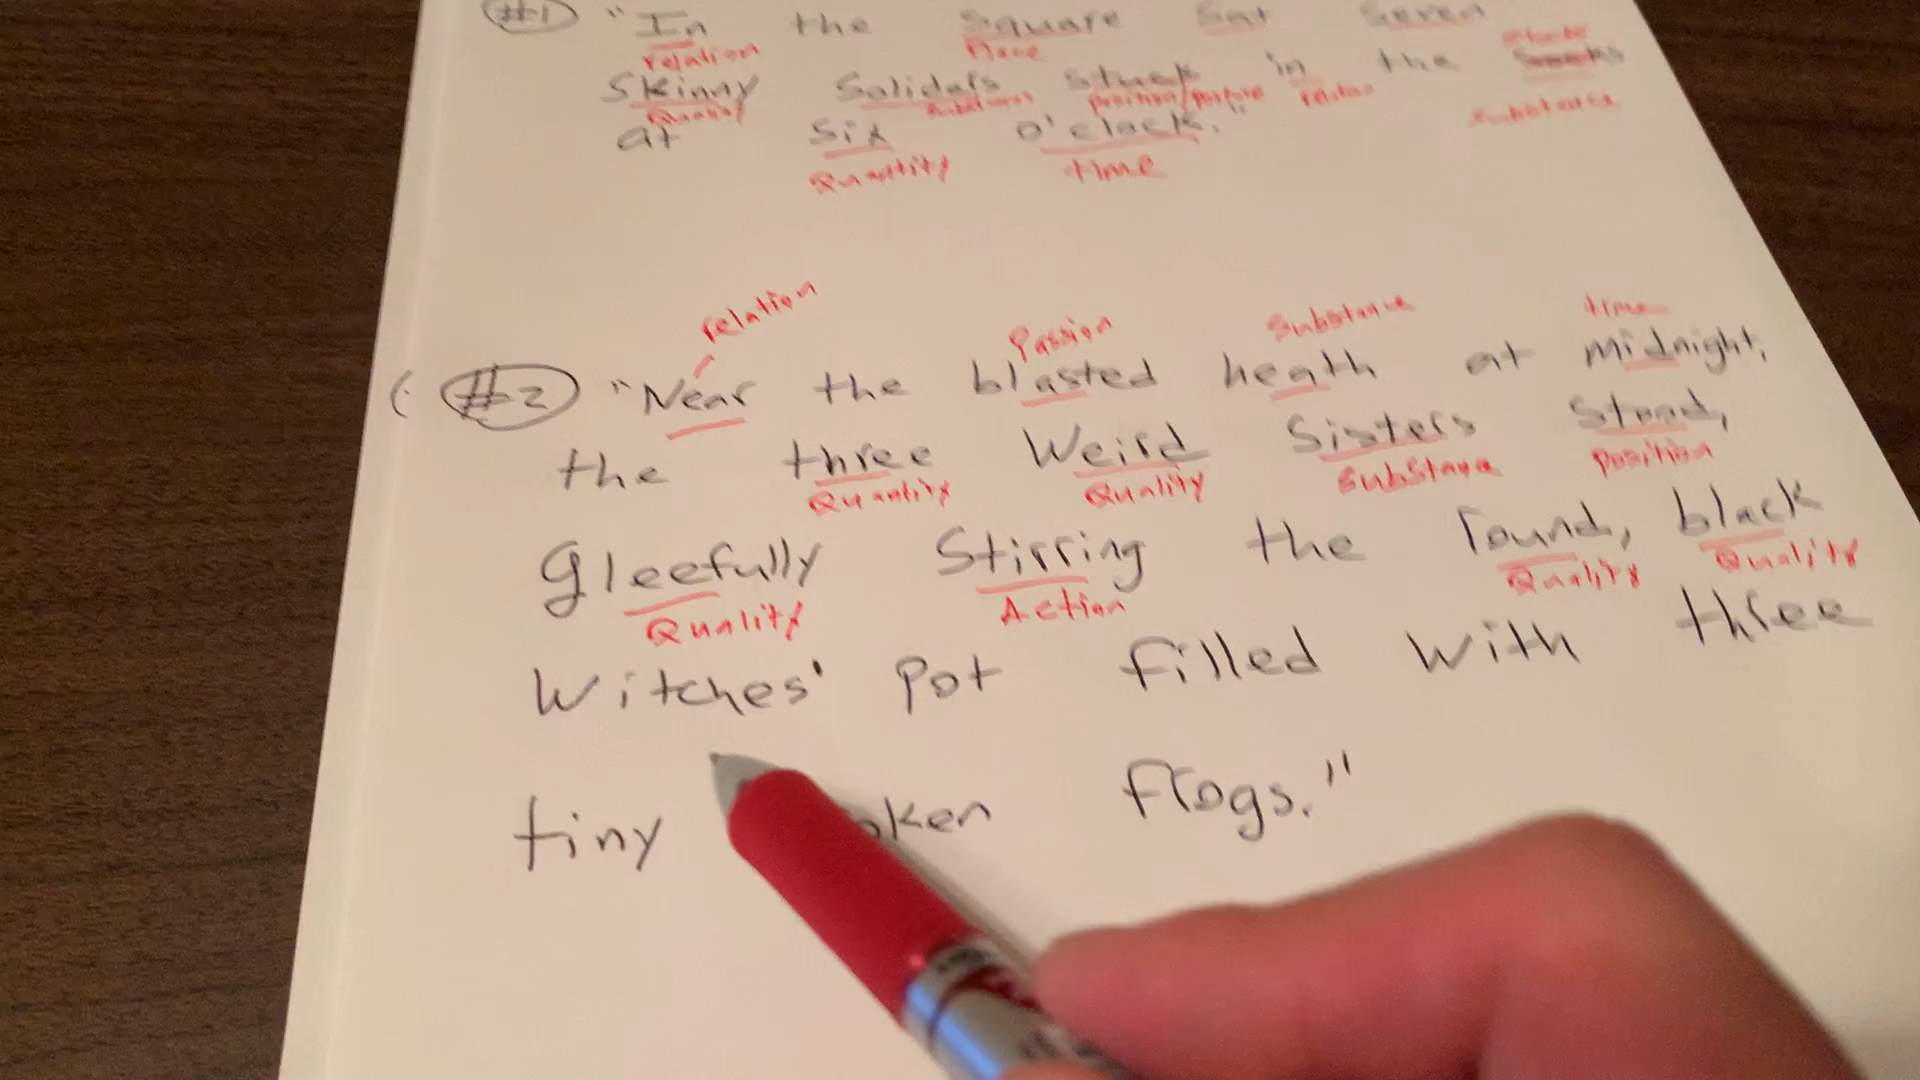 #1 "In the Square Sat Seven
relation Place
Skinny Solidefs Stuck in the
Quality Substances position/posture relation Substance
at Six o'clock."
Quantity time
relation Passion Substance time
(: #2 "Near the blasted heath at midnight,
the three Weird Sisters Stood,
Quantity Quality Substance position
gleefully Stirring the round, black
Quality Action Quality Quality
Witches' Pot filled with three
tiny oken frogs."